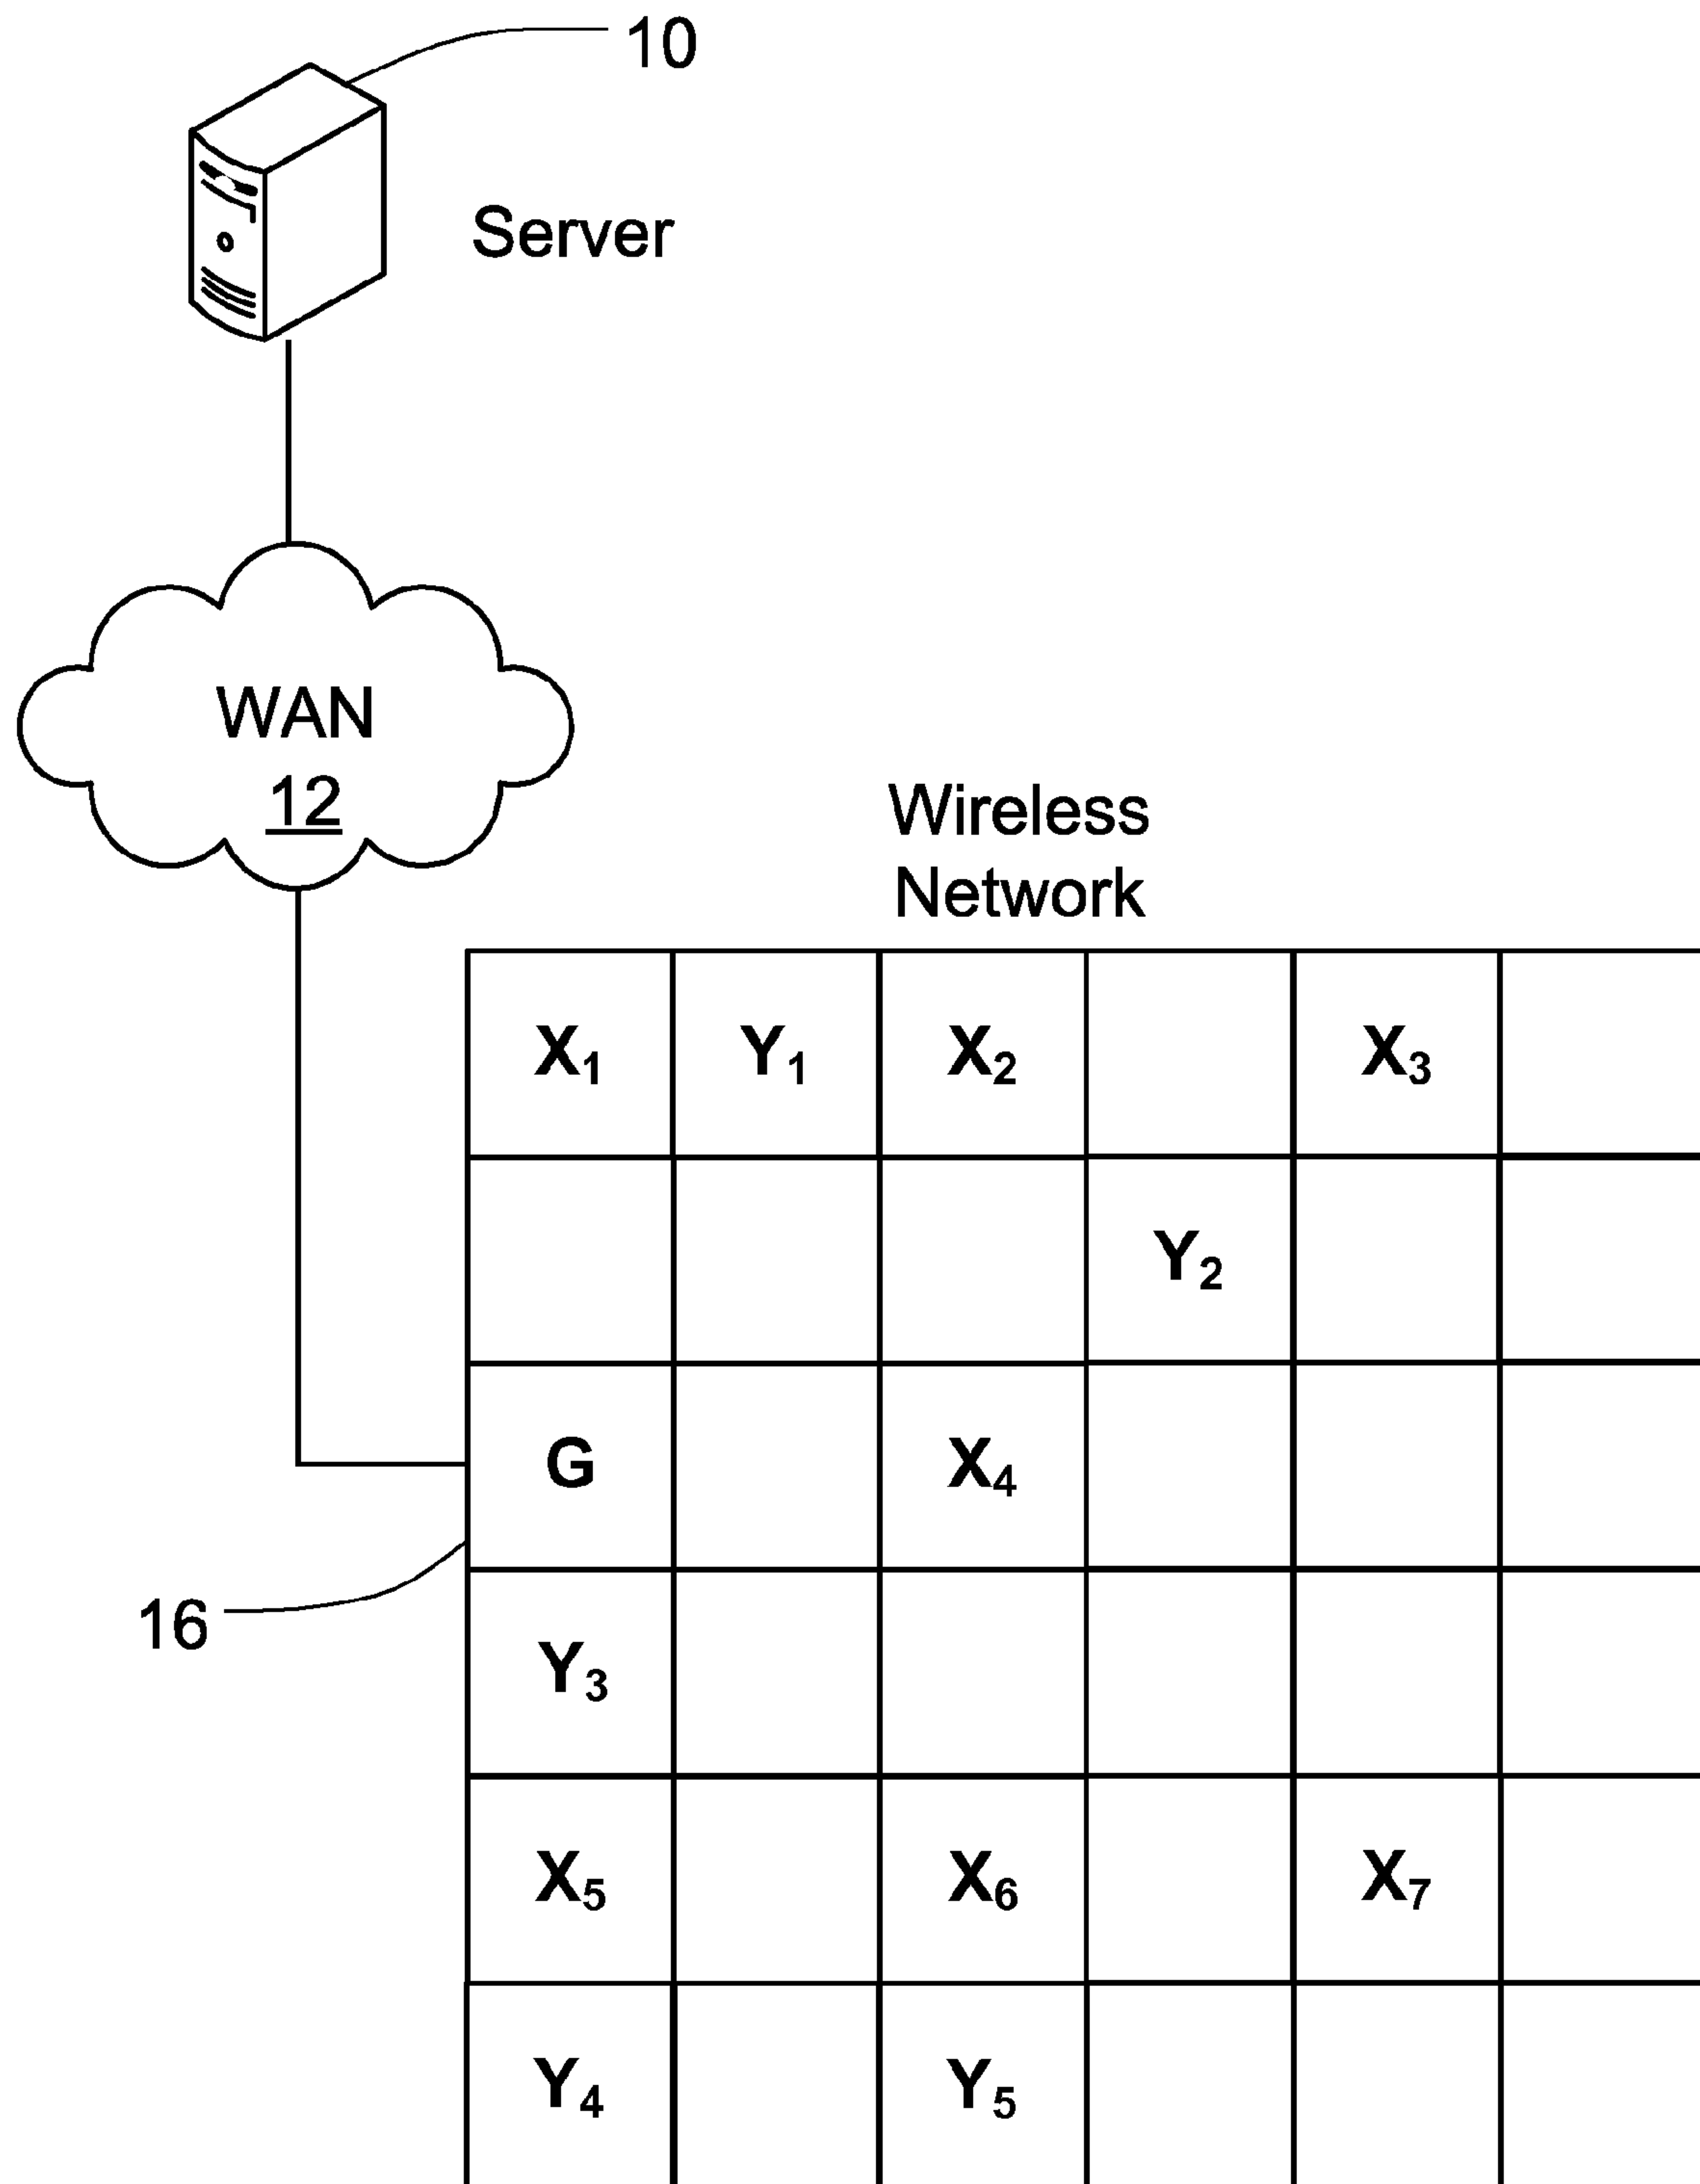 10
Server
WAN
12
Wireless
Network
X₁ Y₁ X₂ X₃
Y₂
G X₄
16
Y₃
X₅ X₆ X₇
Y₄ Y₅